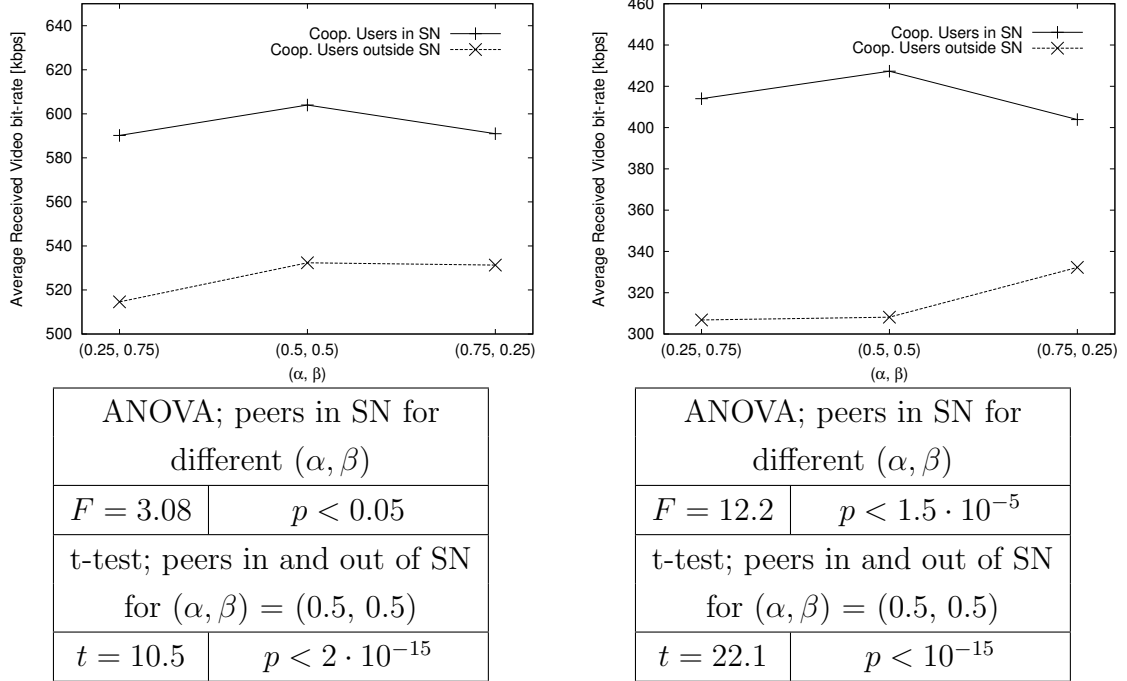 640
620
600
580
560
540
520
500
Average Received Video bit-rate [kbps]
Coop. Users in SN
Coop. Users outside SN
(0.25, 0.75) (0.5, 0.5) (0.75, 0.25)
(α, β)
460
440
420
400
380
360
340
320
300
Average Received Video bit-rate [kbps]
Coop. Users in SN
Coop. Users outside SN
(0.25, 0.75) (0.5, 0.5) (0.75, 0.25)
(α, β)
ANOVA; peers in SN for
different (α, β)
F = 3.08 p < 0.05
t-test; peers in and out of SN
for (α, β) = (0.5, 0.5)
t = 10.5 p < 2 · 10⁻¹⁵
ANOVA; peers in SN for
different (α, β)
F = 12.2 p < 1.5 · 10⁻⁵
t-test; peers in and out of SN
for (α, β) = (0.5, 0.5)
t = 22.1 p < 10⁻¹⁵